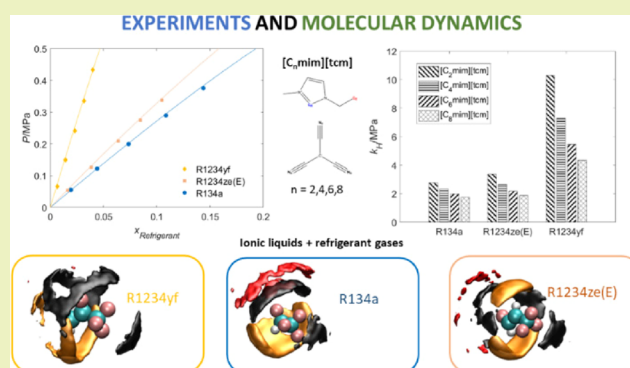 EXPERIMENTS AND MOLECULAR DYNAMICS
0.5
0.4
0.3
0.2
0.1
0
P/MPa
R1234yf
R1234ze(E)
R134a
0
0.05
0.1
0.15
0.2
xRefrigerant
[Cnmim][tcm]
n = 2,4,6,8
12
10
8
6
4
2
0
kH/MPa
[C2mim][tcm]
[C4mim][tcm]
[C6mim][tcm]
[C8mim][tcm]
R134a
R1234ze(E)
R1234yf
Ionic liquids + refrigerant gases
R1234yf
R134a
R1234ze(E)